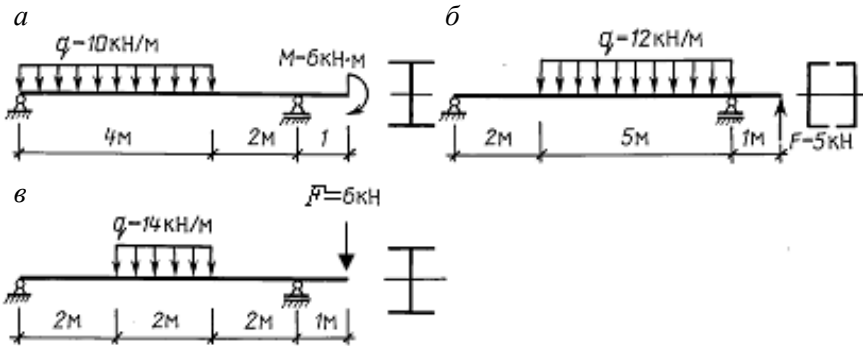 а
q=10кН/м
M=6кН·м
4м
2м
1
б
q=12кН/м
2м
5м
1м
F=5кН
в
q=14кН/м
F=6кН
2м
2м
2м
1м